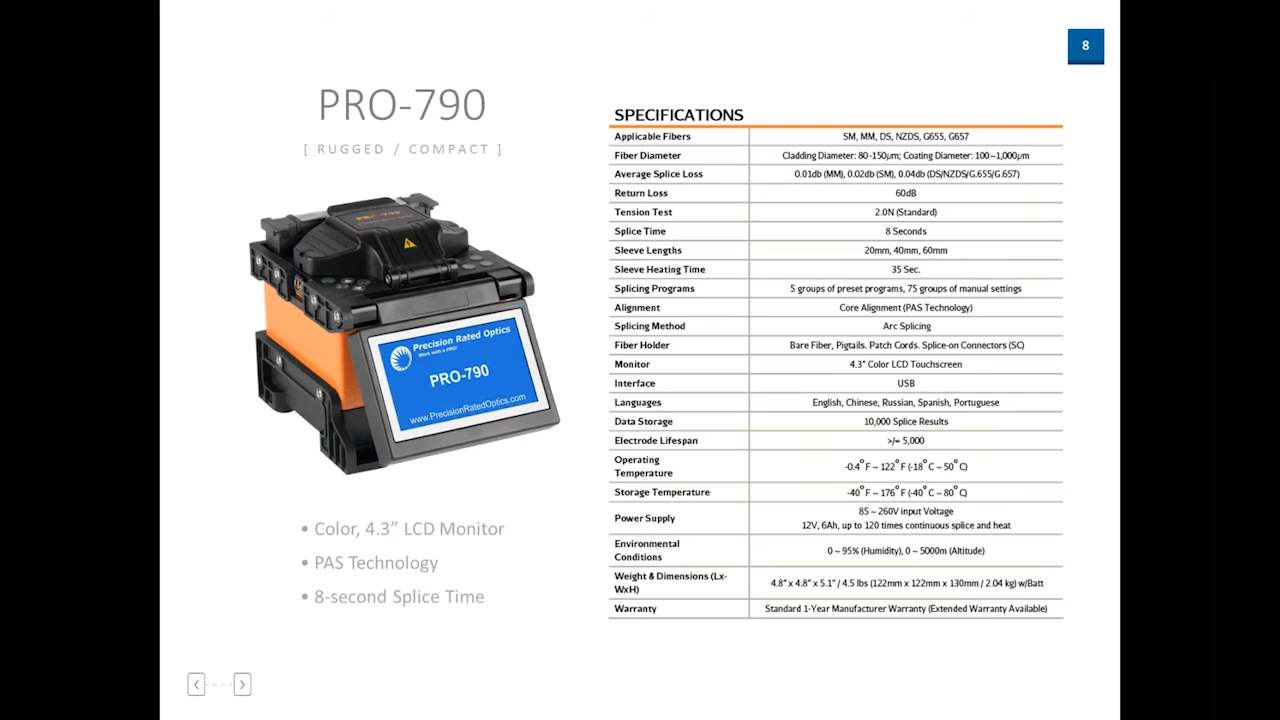 8
PRO-790
[ RUGGED / COMPACT ]
PRO-790
Precision Rated Optics
Work with a PRO!
PRO-790
www.PrecisionRatedOptics.com
• Color, 4.3” LCD Monitor
• PAS Technology
• 8-second Splice Time
SPECIFICATIONS
Applicable Fibers SM, MM, DS, NZDS, G655, G657
Fiber Diameter Cladding Diameter: 80-150µm; Coating Diameter: 100~1,000µm
Average Splice Loss 0.01db (MM), 0.02db (SM), 0.04db (DS/NZDS/G.655/G.657)
Return Loss 60dB
Tension Test 2.0N (Standard)
Splice Time 8 Seconds
Sleeve Lengths 20mm, 40mm, 60mm
Sleeve Heating Time 35 Sec.
Splicing Programs 5 groups of preset programs, 75 groups of manual settings
Alignment Core Alignment (PAS Technology)
Splicing Method Arc Splicing
Fiber Holder Bare Fiber, Pigtails. Patch Cords. Splice-on Connectors (SC)
Monitor 4.3” Color LCD Touchscreen
Interface USB
Languages English, Chinese, Russian, Spanish, Portuguese
Data Storage 10,000 Splice Results
Electrode Lifespan >/= 5,000
Operating
Temperature -0.4° F ~ 122° F (-18° C ~ 50° C)
Storage Temperature -40° F ~ 176° F (-40° C ~ 80° C)
Power Supply 85 ~ 260V input Voltage
12V, 6Ah, up to 120 times continuous splice and heat
Environmental
Conditions 0 ~ 95% (Humidity), 0 ~ 5000m (Altitude)
Weight & Dimensions (Lx-
WxH) 4.8” x 4.8” x 5.1” / 4.5 lbs (122mm x 122mm x 130mm / 2.04 kg) w/Batt
Warranty Standard 1-Year Manufacturer Warranty (Extended Warranty Available)